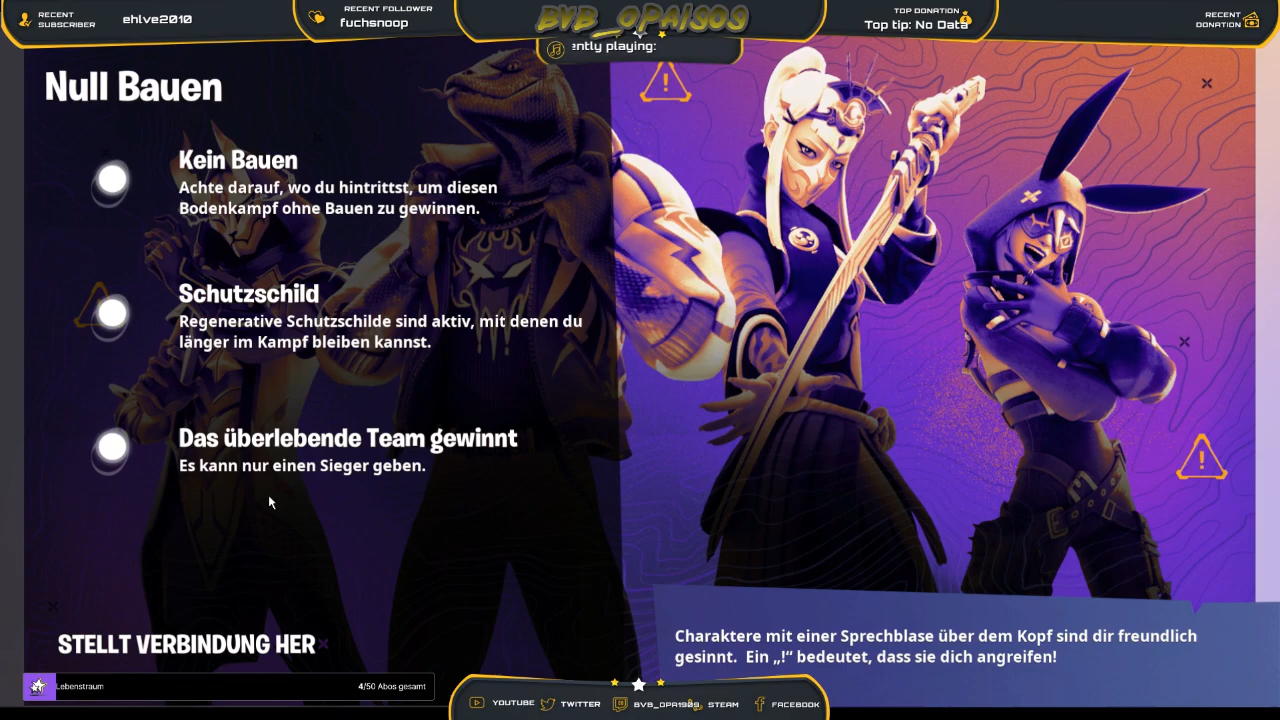 RECENT
SUBSCRIBER
ehlve2010
RECENT FOLLOWER
fuchsnoop
BVB_OPA1909
ently playing:
TOP DONATION
Top tip: No Data
RECENT
DONATION
Null Bauen
Kein Bauen
Achte darauf, wo du hintrittst, um diesen
Bodenkampf ohne Bauen zu gewinnen.
Schutzschild
Regenerative Schutzschilde sind aktiv, mit denen du
länger im Kampf bleiben kannst.
Das überlebende Team gewinnt
Es kann nur einen Sieger geben.
STELLT VERBINDUNG HER
Charaktere mit einer Sprechblase über dem Kopf sind dir freundlich
gesinnt. Ein „!“ bedeutet, dass sie dich angreifen!
Lebenstraum
4/50 Abos gesamt
YOUTUBE
TWITTER
BVB_OPA1909
STEAM
FACEBOOK